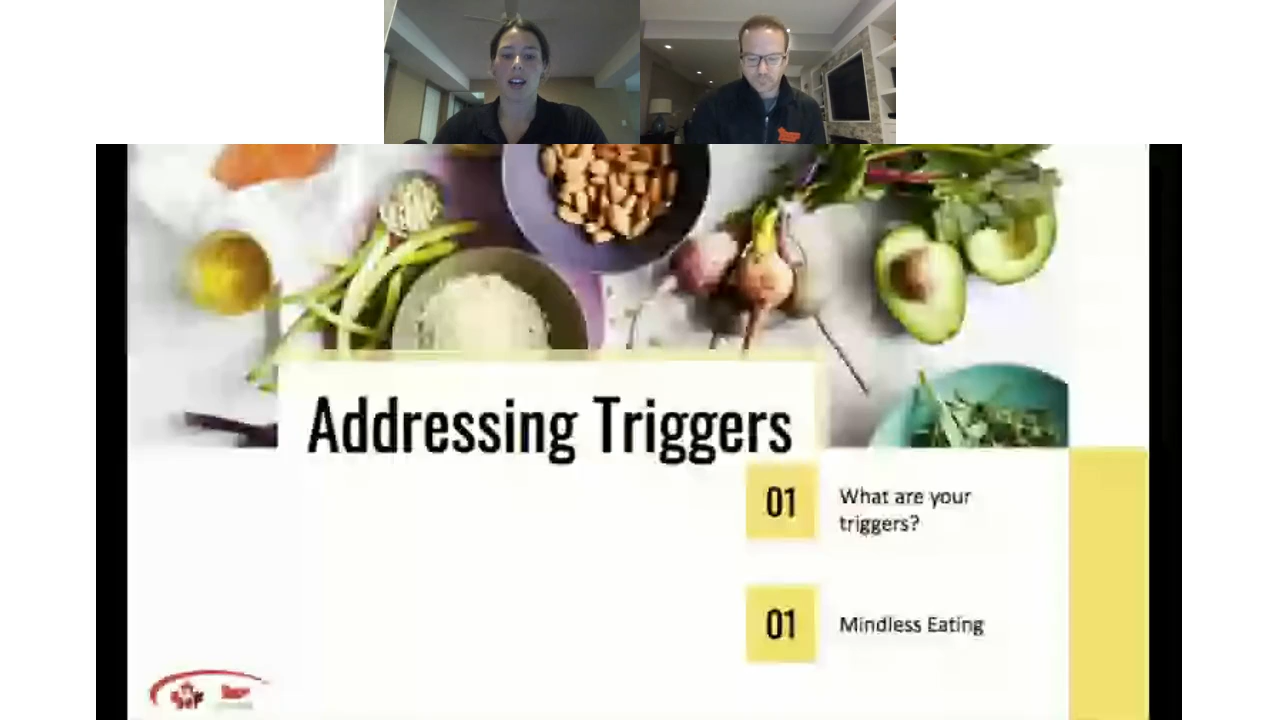 Addressing Triggers
01
What are your
triggers?
01
Mindless Eating